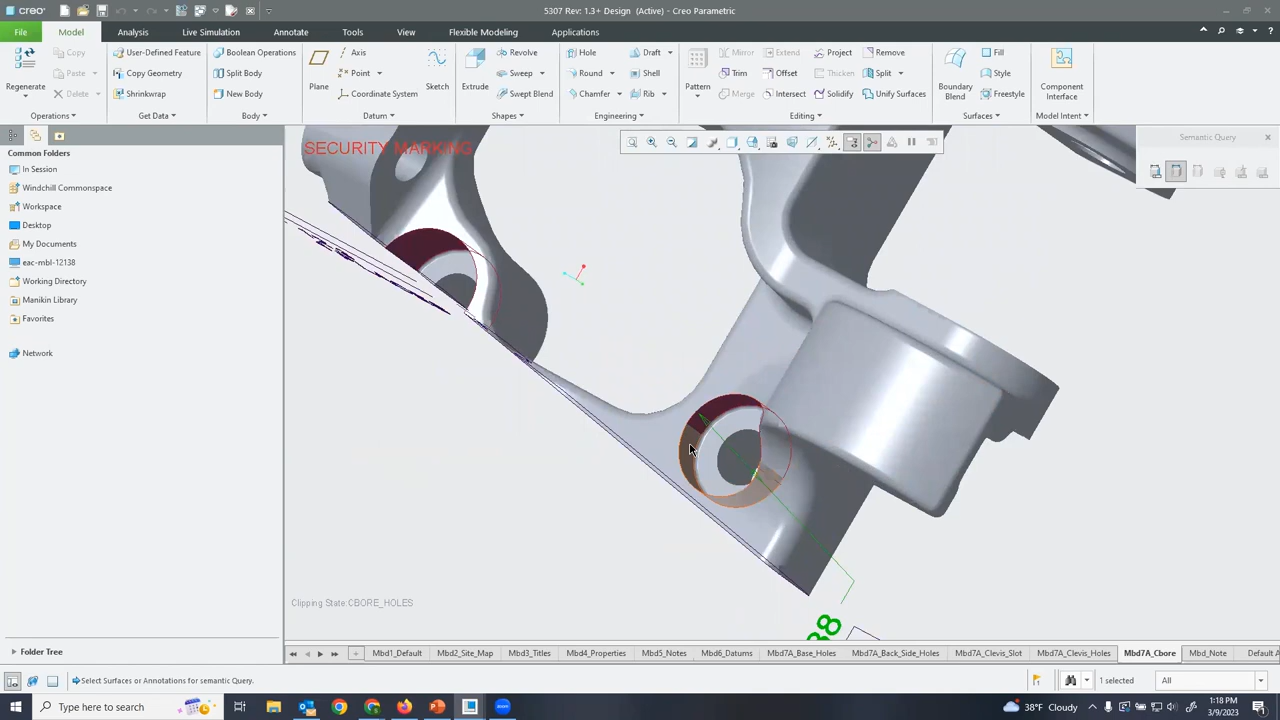 creo
5307 Rev: 1.3+ Design (Active) - Creo Parametric
File Model Analysis Live Simulation Annotate Tools View Flexible Modeling Applications
Regenerate
Copy
Paste
Delete
Operations
User-Defined Feature
Copy Geometry
Shrinkwrap
Get Data
Boolean Operations
Split Body
New Body
Body
Plane
Axis
Point
Coordinate System
Sketch
Datum
Extrude
Revolve
Sweep
Swept Blend
Shapes
Hole
Round
Chamfer
Draft
Shell
Rib
Engineering
Pattern
Mirror
Trim
Merge
Extend
Offset
Intersect
Project
Thicken
Solidify
Remove
Split
Unify Surfaces
Editing
Boundary
Blend
Fill
Style
Freestyle
Surfaces
Component
Interface
Model Intent
Common Folders
In Session
Windchill Commonspace
Workspace
Desktop
My Documents
eac-mbl-12138
Working Directory
Manikin Library
Favorites
Network
Folder Tree
SECURITY MARKING
Semantic Query
Clipping State CBORE_HOLES
Mbd1_Default Mbd2_Site_Map Mbd3_Titles Mbd4_Properties Mbd5_Notes Mbd6_Datums Mbd7A_Base_Holes Mbd7A_Back_Side_Holes Mbd7A_Clevis_Slot Mbd7A_Clevis_Holes Mbd7A_Cbore Mbd_Note Default A
Select Surfaces or Annotations for semantic Query.
1 selected
All
Type here to search
38°F Cloudy
1:18 PM
3/9/2023